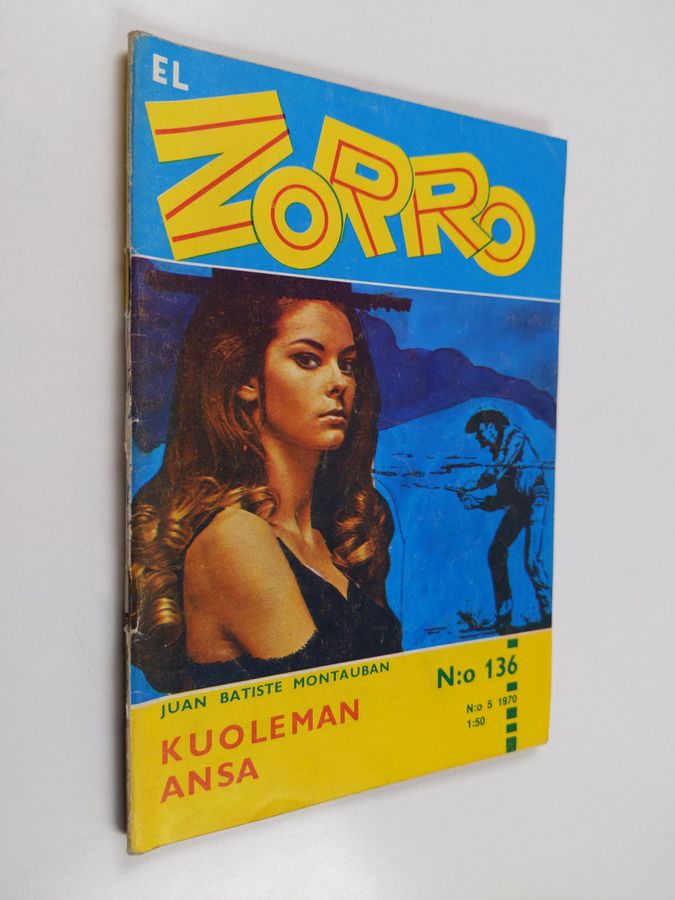 EL
ZORRO
JUAN BATISTE MONTAUBAN
KUOLEMAN
ANSA
N:o 136
N:o 5 1970
1:50